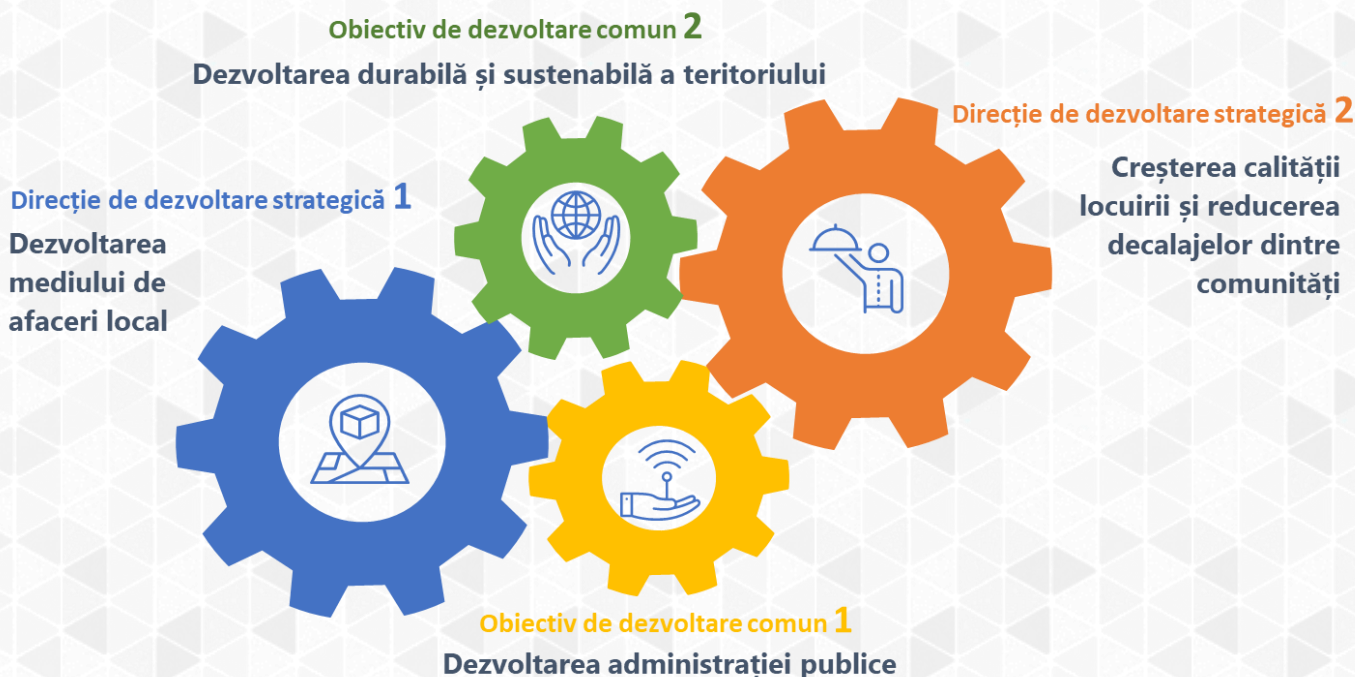 Obiectiv de dezvoltare comun 2
Dezvoltarea durabilă și sustenabilă a teritoriului
Direcție de dezvoltare strategică 2
Creșterea calității
locuirii și reducerea
decalajelor dintre
comunități
Direcție de dezvoltare strategică 1
Dezvoltarea
mediului de
afaceri local
Obiectiv de dezvoltare comun 1
Dezvoltarea administrației publice